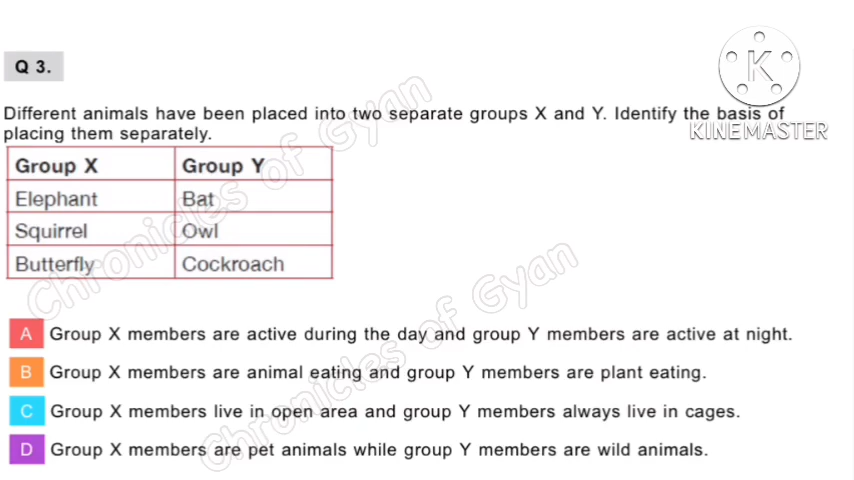 K
KINEMASTER
Q 3.
Different animals have been placed into two separate groups X and Y. Identify the basis of
placing them separately.
Group X Group Y
Elephant Bat
Squirrel Owl
Butterfly Cockroach
A Group X members are active during the day and group Y members are active at night.
B Group X members are animal eating and group Y members are plant eating.
C Group X members live in open area and group Y members always live in cages.
D Group X members are pet animals while group Y members are wild animals.
Chronicles of Gyan
Chronicles of Gyan